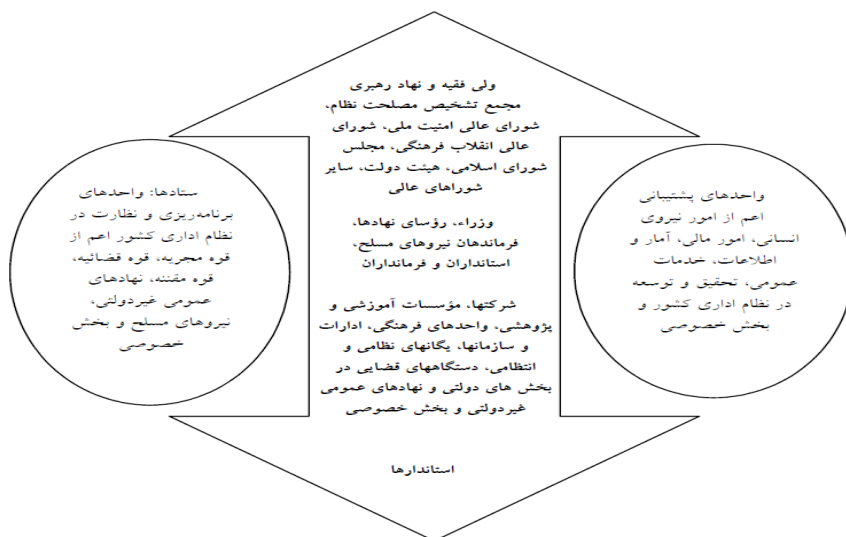 ولی فقیه و نهاد رهبری
مجمع تشخیص مصلحت نظام،
شورای عالی امنیت ملی، شورای
عالی انقلاب فرهنگی، مجلس
شورای اسلامی، هیئت دولت، سایر
شوراهای عالی
وزراء، رؤسای نهادها،
فرماندهان نیروهای مسلح،
استانداران و فرمانداران
شرکتها، مؤسسات آموزشی و
پژوهشی، واحدهای فرهنگی، ادارات
و سازمانها، یگانهای نظامی و
انتظامی، دستگاههای قضایی در
بخش های دولتی و نهادهای عمومی
غیردولتی و بخش خصوصی
استاندارها
واحدهای پشتیبانی
اعم از امور نیروی
انسانی، امور مالی، آمار و
اطلاعات، خدمات
عمومی، تحقیق و توسعه
در نظام اداری کشور و
بخش خصوصی
ستادها: واحدهای
برنامه‌ریزی و نظارت در
نظام اداری کشور اعم از
قوه مجریه، قوه قضائیه،
قوه مقننه، نهادهای
عمومی غیردولتی،
نیروهای مسلح و بخش
خصوصی